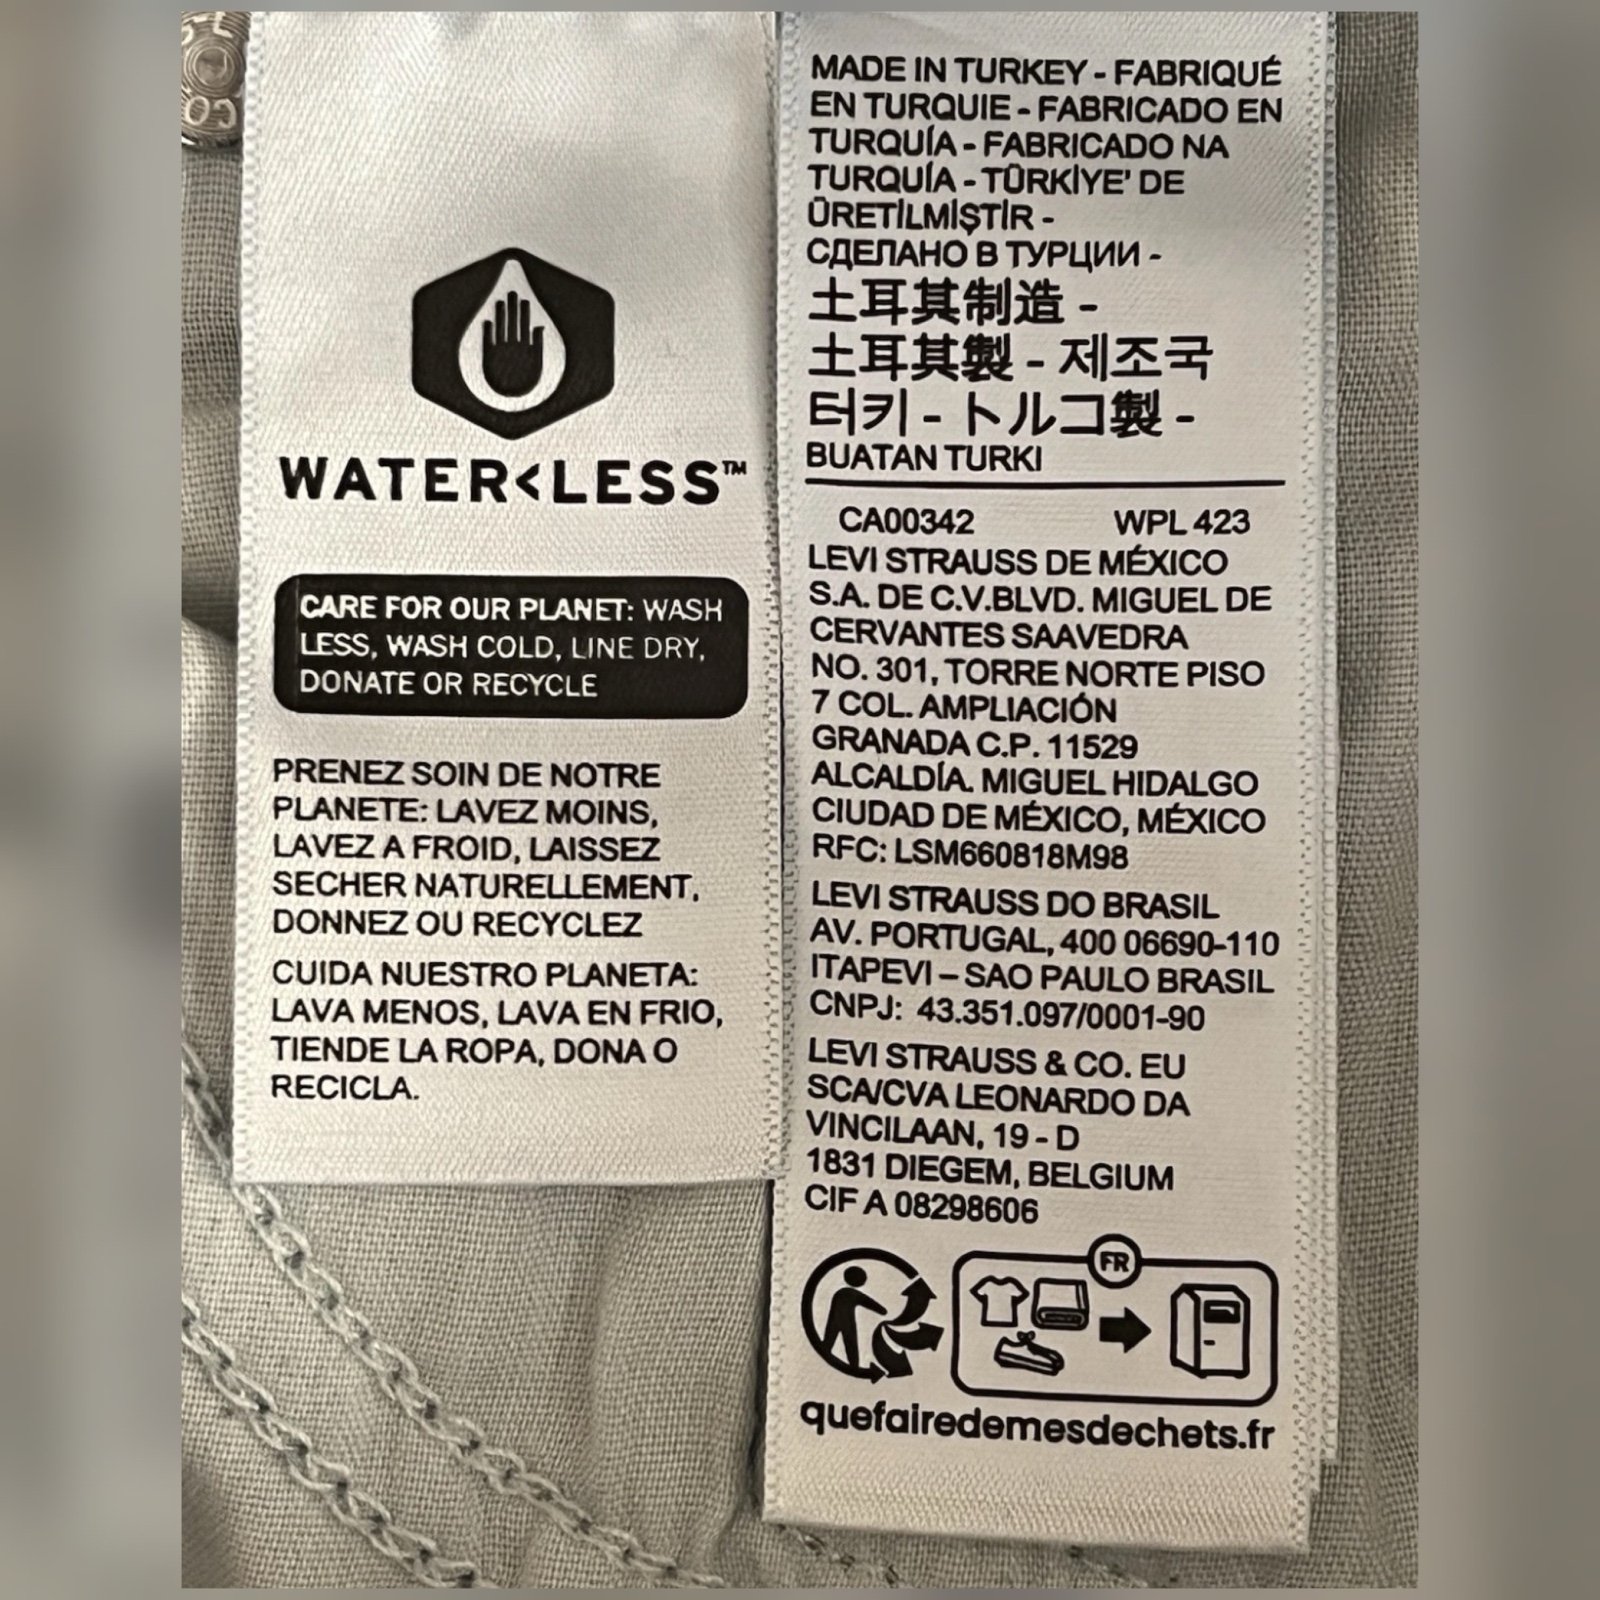 WATER<LESS™
CARE FOR OUR PLANET: WASH
LESS, WASH COLD, LINE DRY,
DONATE OR RECYCLE
PRENEZ SOIN DE NOTRE
PLANETE: LAVEZ MOINS,
LAVEZ A FROID, LAISSEZ
SECHER NATURELLEMENT,
DONNEZ OU RECYCLEZ
CUIDA NUESTRO PLANETA:
LAVA MENOS, LAVA EN FRIO,
TIENDE LA ROPA, DONA O
RECICLA.
MADE IN TURKEY - FABRIQUÉ
EN TURQUIE - FABRICADO EN
TURQUÍA - FABRICADO NA
TURQUÍA - TÜRKİYE' DE
ÜRETİLMİŞTİR -
СДЕЛАНО В ТУРЦИИ -
土耳其制造 -
土耳其製 - 제조국
터키 - トルコ製 -
BUATAN TURKI
CA00342 WPL 423
LEVI STRAUSS DE MÉXICO
S.A. DE C.V.BLVD. MIGUEL DE
CERVANTES SAAVEDRA
NO. 301, TORRE NORTE PISO
7 COL. AMPLIACIÓN
GRANADA C.P. 11529
ALCALDÍA. MIGUEL HIDALGO
CIUDAD DE MÉXICO, MÉXICO
RFC: LSM660818M98
LEVI STRAUSS DO BRASIL
AV. PORTUGAL, 400 06690-110
ITAPEVI – SAO PAULO BRASIL
CNPJ: 43.351.097/0001-90
LEVI STRAUSS & CO. EU
SCA/CVA LEONARDO DA
VINCILAAN, 19 - D
1831 DIEGEM, BELGIUM
CIF A 08298606
FR
quefairedemesdechets.fr